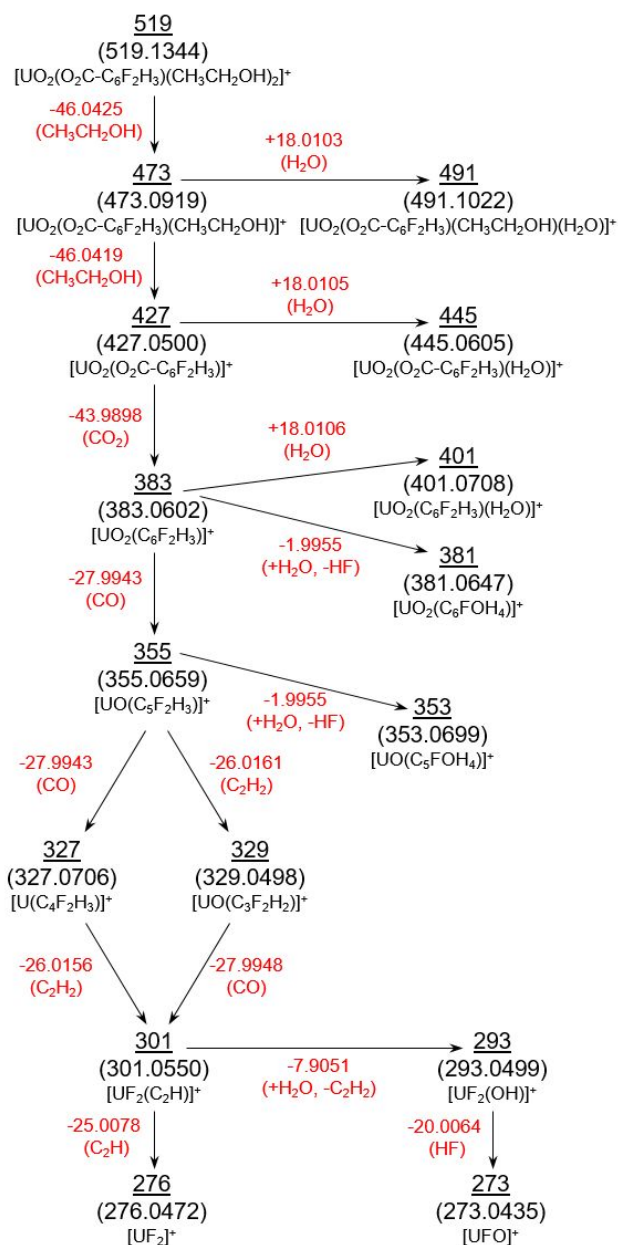 519
(519.1344)
[UO₂(O₂C-C₆F₂H₃)(CH₃CH₂OH)₂]⁺
-46.0425
(CH₃CH₂OH)
+18.0103
(H₂O)
473
(473.0919)
[UO₂(O₂C-C₆F₂H₃)(CH₃CH₂OH)]⁺
491
(491.1022)
[UO₂(O₂C-C₆F₂H₃)(CH₃CH₂OH)(H₂O)]⁺
-46.0419
(CH₃CH₂OH)
+18.0105
(H₂O)
427
(427.0500)
[UO₂(O₂C-C₆F₂H₃)]⁺
445
(445.0605)
[UO₂(O₂C-C₆F₂H₃)(H₂O)]⁺
-43.9898
(CO₂)
+18.0106
(H₂O)
383
(383.0602)
[UO₂(C₆F₂H₃)]⁺
401
(401.0708)
[UO₂(C₆F₂H₃)(H₂O)]⁺
-1.9955
(+H₂O, -HF)
381
(381.0647)
[UO₂(C₆FOH₄)]⁺
-27.9943
(CO)
355
(355.0659)
[UO(C₅F₂H₃)]⁺
-1.9955
(+H₂O, -HF)
353
(353.0699)
[UO(C₅FOH₄)]⁺
-27.9943
(CO)
-26.0161
(C₂H₂)
327
(327.0706)
[U(C₄F₂H₃)]⁺
329
(329.0498)
[UO(C₃F₂H₂)]⁺
-26.0156
(C₂H₂)
-27.9948
(CO)
301
(301.0550)
[UF₂(C₂H)]⁺
-7.9051
(+H₂O, -C₂H₂)
293
(293.0499)
[UF₂(OH)]⁺
-25.0078
(C₂H)
-20.0064
(HF)
276
(276.0472)
[UF₂]⁺
273
(273.0435)
[UFO]⁺